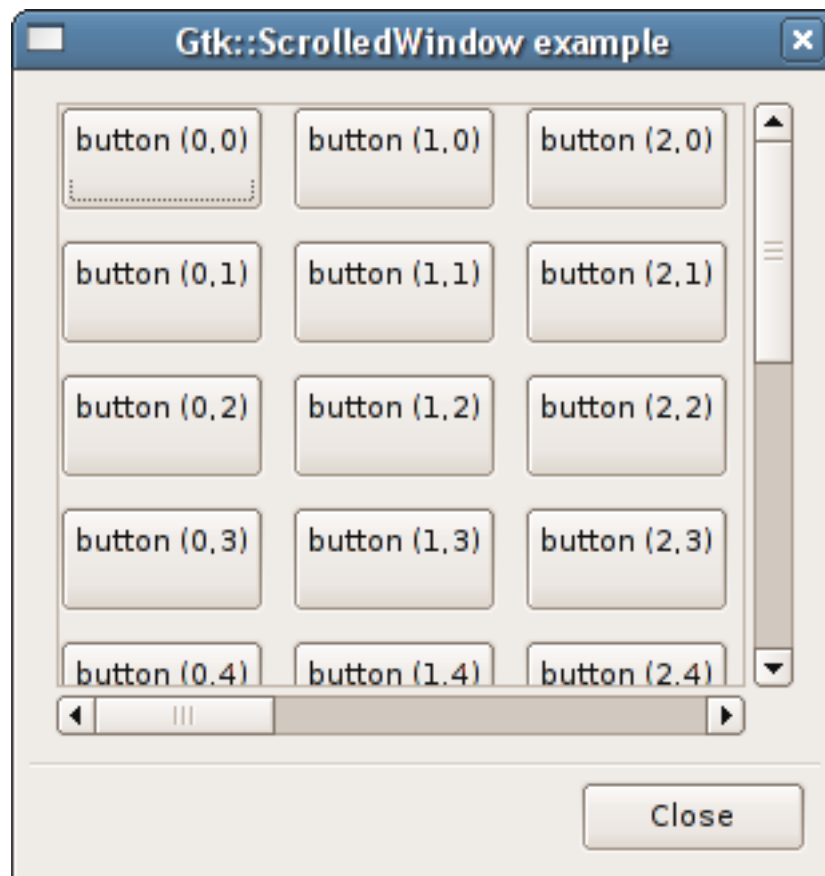 Gtk::ScrolledWindow example
button (0,0) button (1,0) button (2,0)
button (0,1) button (1,1) button (2,1)
button (0,2) button (1,2) button (2,2)
button (0,3) button (1,3) button (2,3)
button (0,4) button (1,4) button (2,4)
Close